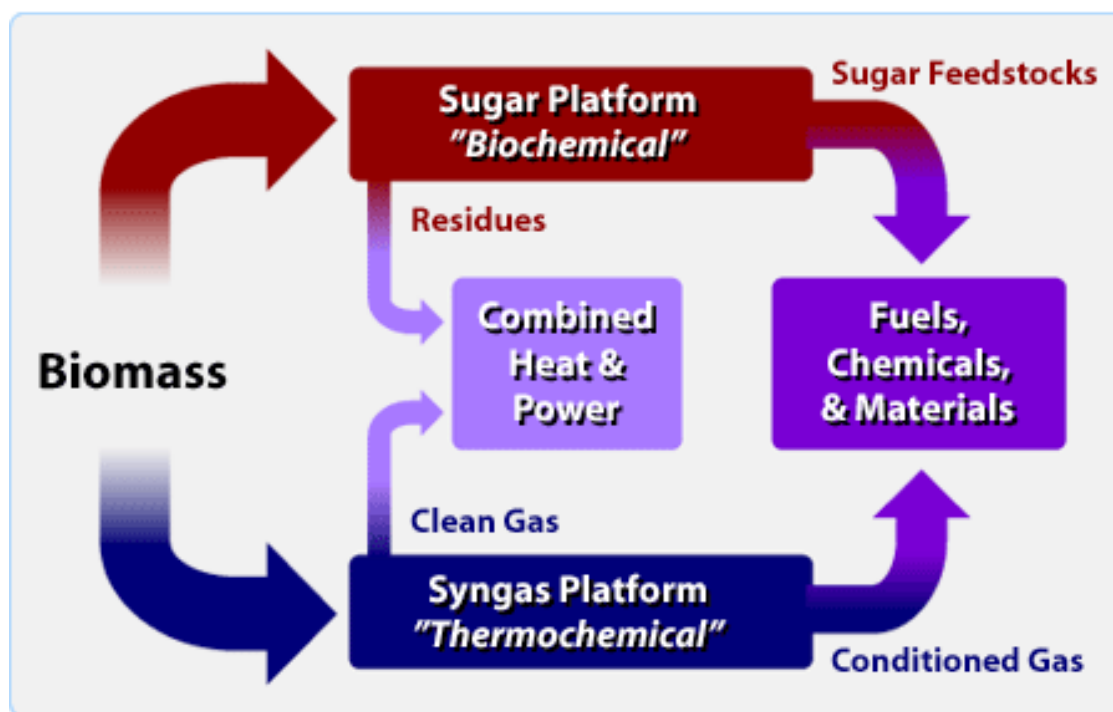 Sugar Feedstocks
Sugar Platform
"Biochemical"
Residues
Combined
Heat &
Power
Fuels,
Chemicals,
& Materials
Biomass
Clean Gas
Syngas Platform
"Thermochemical"
Conditioned Gas